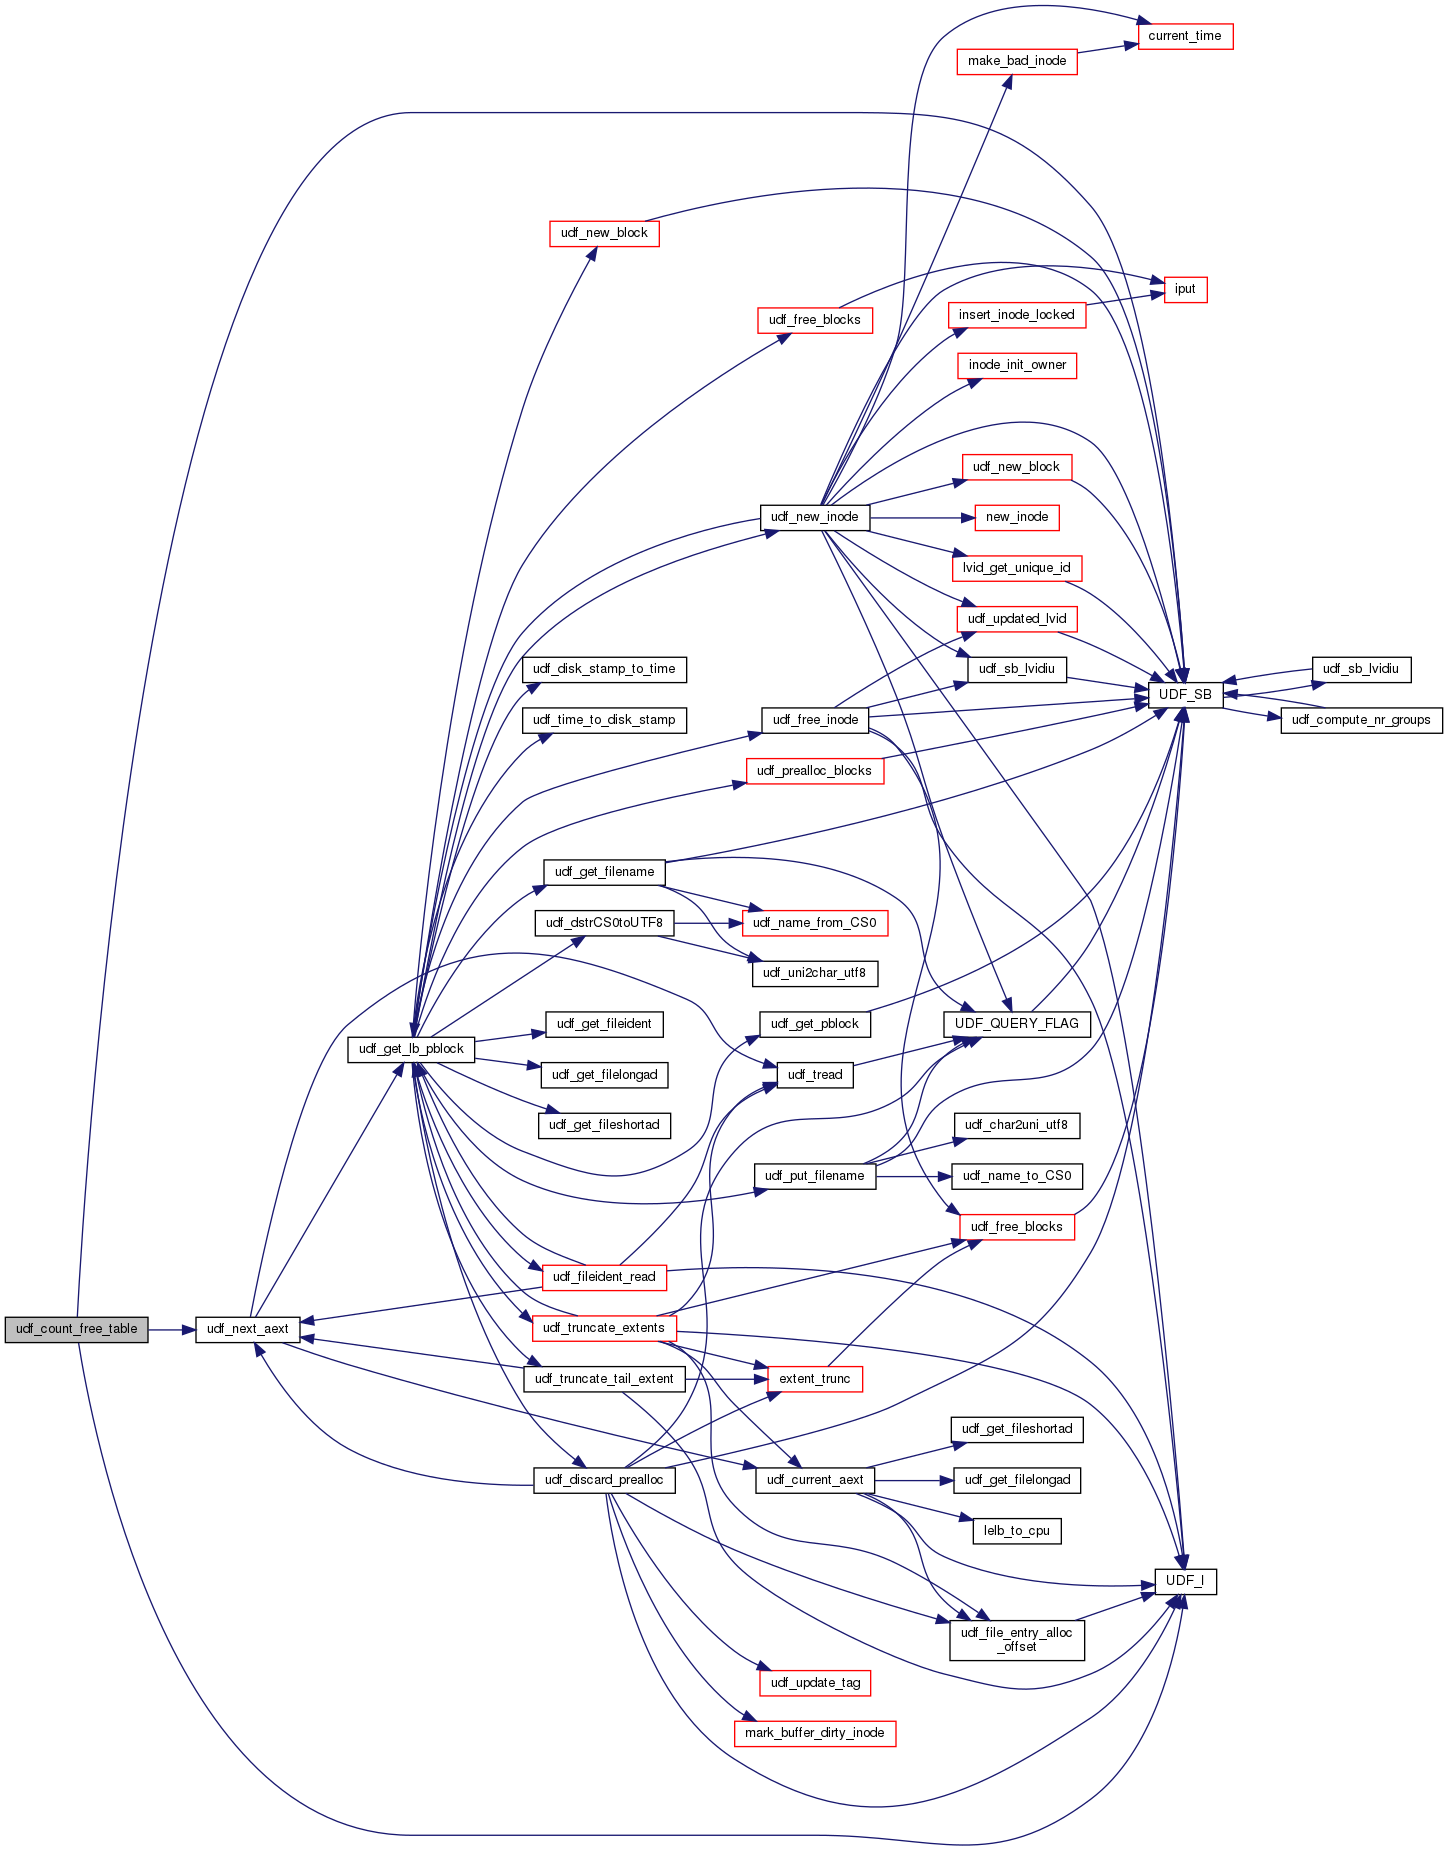 current_time
make_bad_inode
udf_new_block
iput
insert_inode_locked
udf_free_blocks
inode_init_owner
udf_new_block
udf_new_inode
new_inode
lvid_get_unique_id
udf_updated_lvid
udf_disk_stamp_to_time
udf_sb_lvidiu
udf_sb_lvidiu
UDF_SB
udf_time_to_disk_stamp
udf_free_inode
udf_compute_nr_groups
udf_prealloc_blocks
udf_get_filename
udf_dstrCS0toUTF8
udf_name_from_CS0
udf_uni2char_utf8
udf_get_fileident
udf_get_pblock
UDF_QUERY_FLAG
udf_get_lb_pblock
udf_get_filelongad
udf_tread
udf_get_fileshortad
udf_char2uni_utf8
udf_put_filename
udf_name_to_CS0
udf_free_blocks
udf_fileident_read
udf_count_free_table
udf_next_aext
udf_truncate_extents
udf_truncate_tail_extent
extent_trunc
udf_get_fileshortad
udf_discard_prealloc
udf_current_aext
udf_get_filelongad
lelb_to_cpu
UDF_I
udf_file_entry_alloc
_offset
udf_update_tag
mark_buffer_dirty_inode